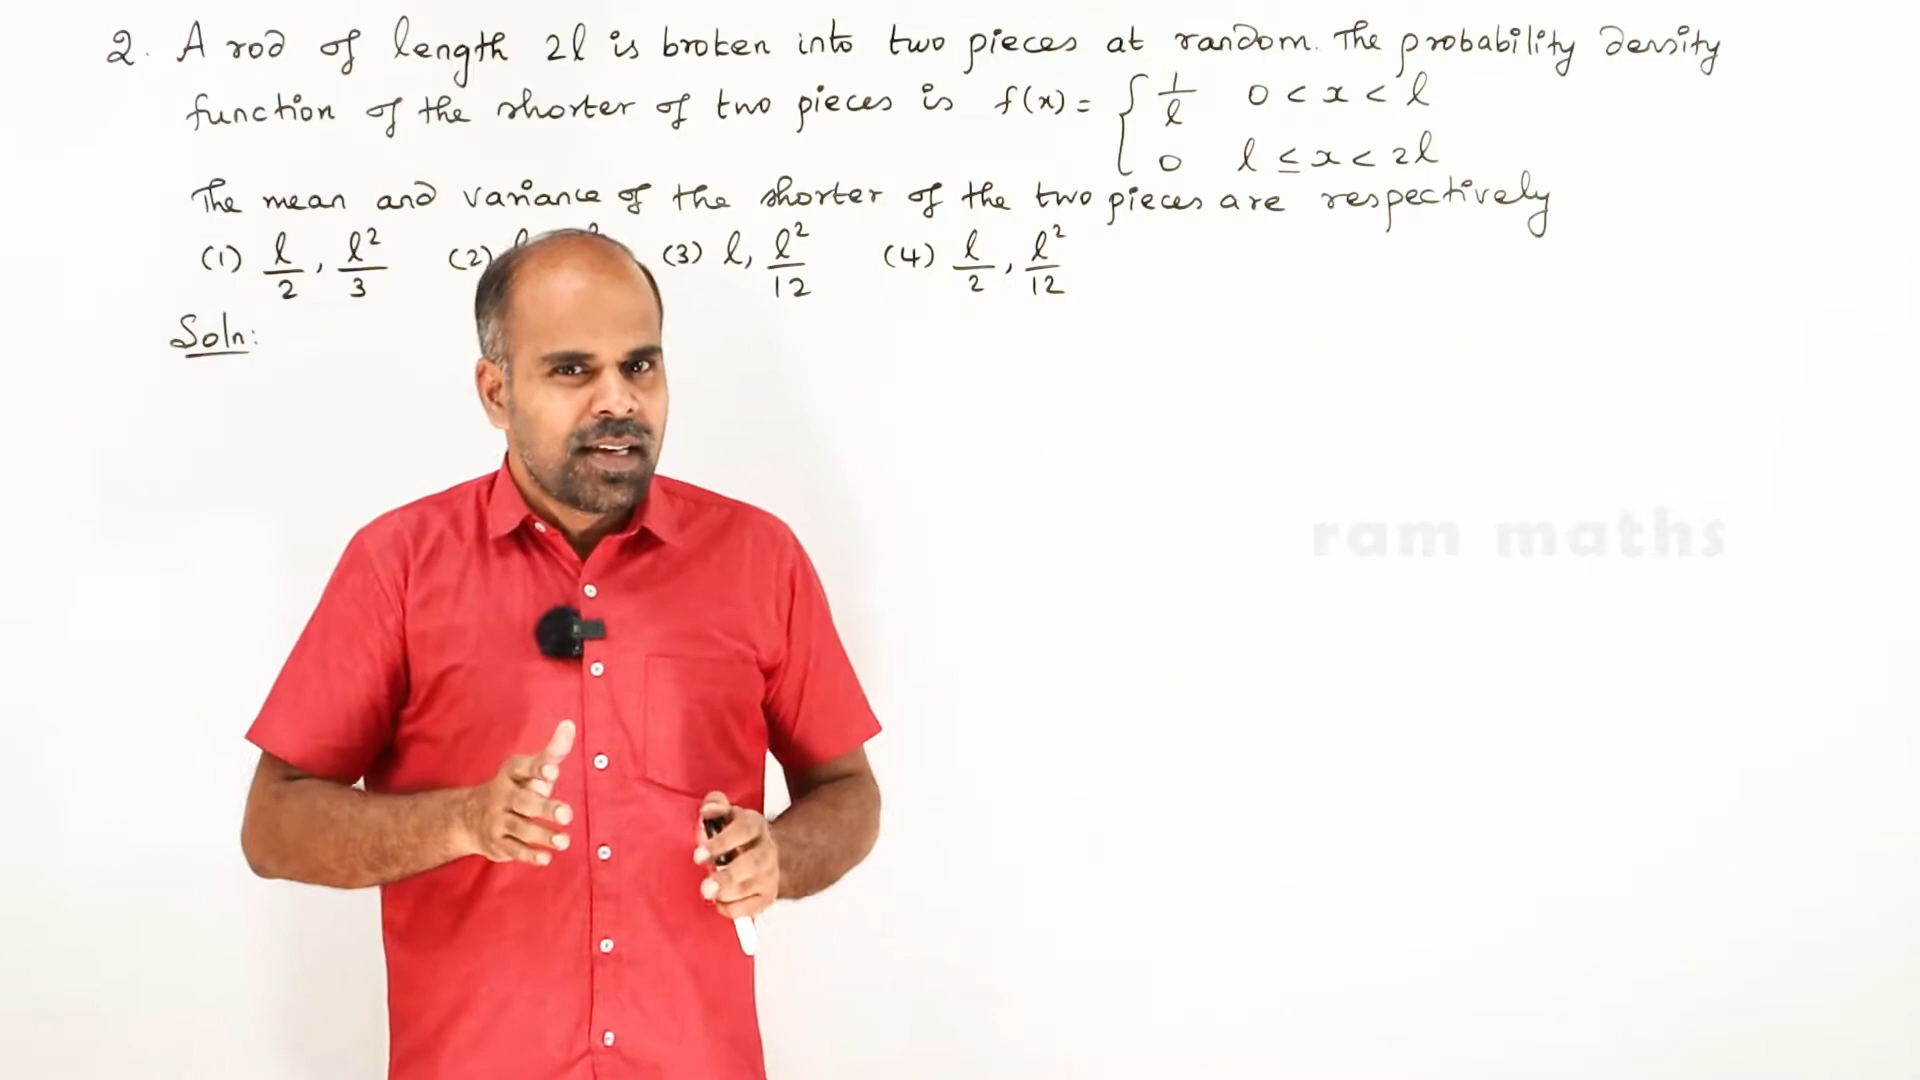 2. A rod of length 2l is broken into two pieces at random. The probability density
function of the shorter of two pieces is f(x) = { 1/l 0 < x < l
0 l ≤ x < 2l
The mean and variance of the shorter of the two pieces are respectively
(1) l/2, l²/3 (2) (3) l, l²/12 (4) l/2, l²/12
Soln:
ram maths